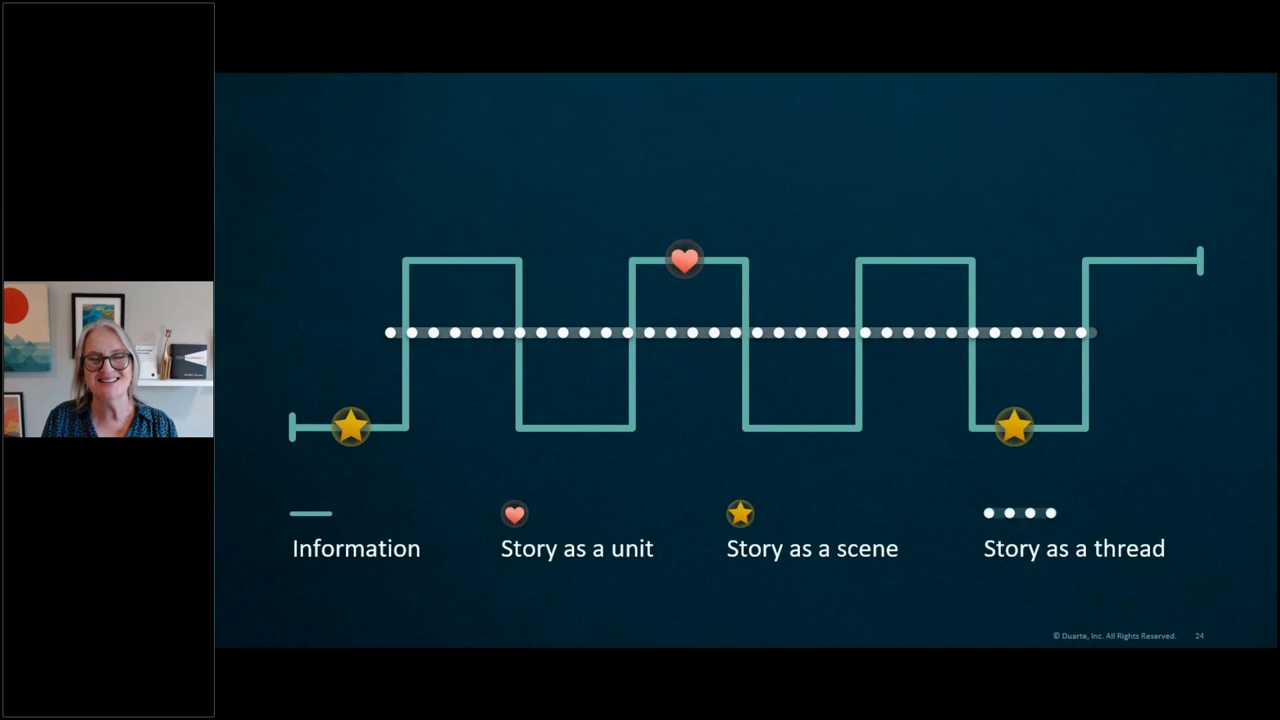 Information
Story as a unit
Story as a scene
Story as a thread
© Duarte, Inc. All Rights Reserved. 24